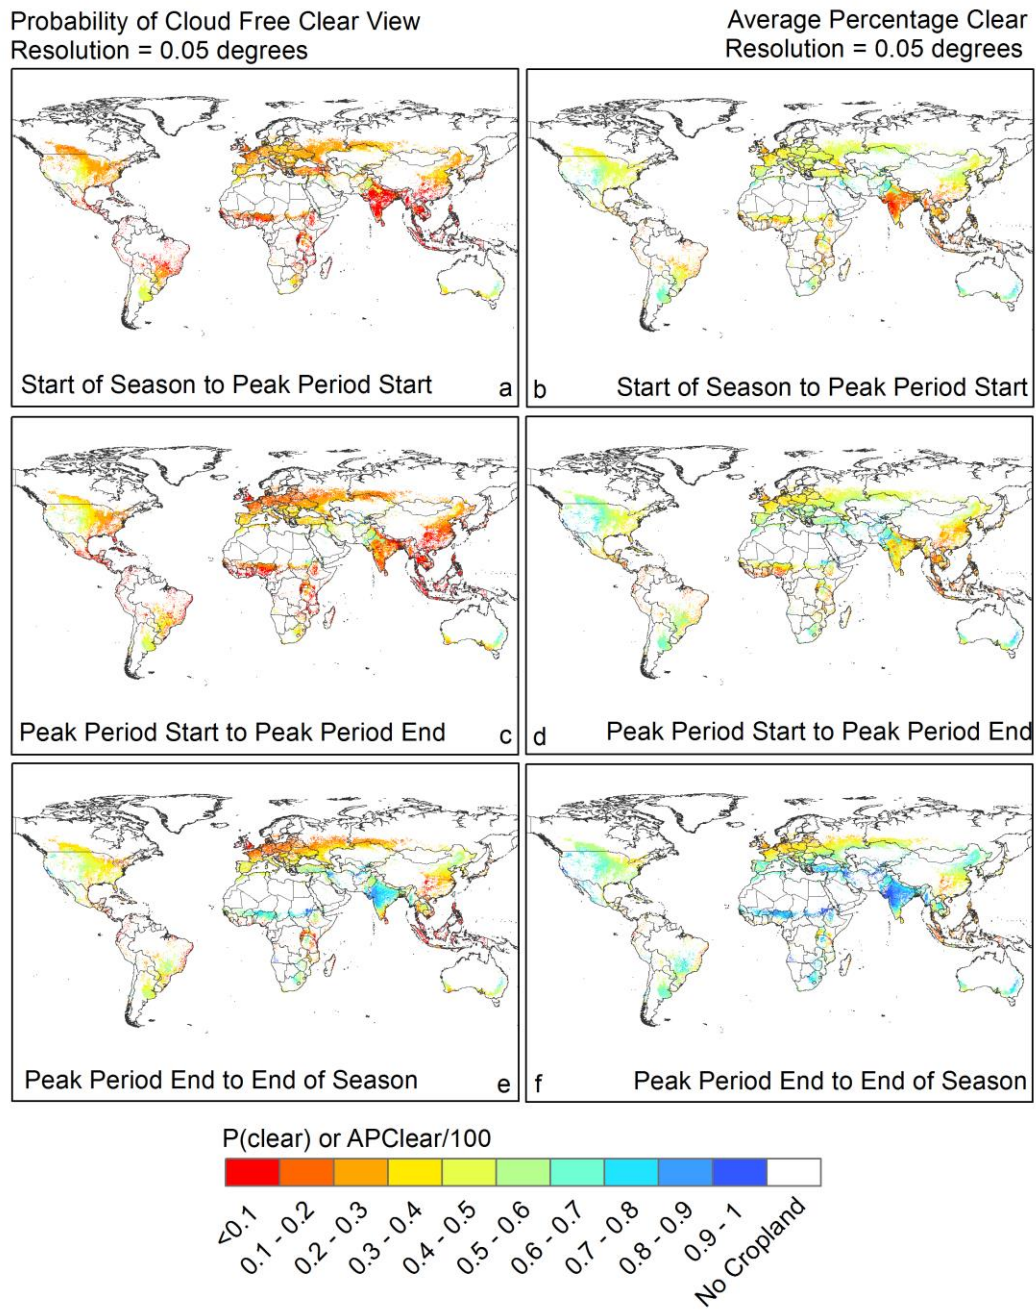 Probability of Cloud Free Clear View
Resolution = 0.05 degrees
Average Percentage Clear
Resolution = 0.05 degrees
Start of Season to Peak Period Start
a
b
Start of Season to Peak Period Start
Peak Period Start to Peak Period End
c
d
Peak Period Start to Peak Period End
Peak Period End to End of Season
e
f
Peak Period End to End of Season
P(clear) or APClear/100
<0.1
0.1 - 0.2
0.2 - 0.3
0.3 - 0.4
0.4 - 0.5
0.5 - 0.6
0.6 - 0.7
0.7 - 0.8
0.8 - 0.9
0.9 - 1
No Cropland